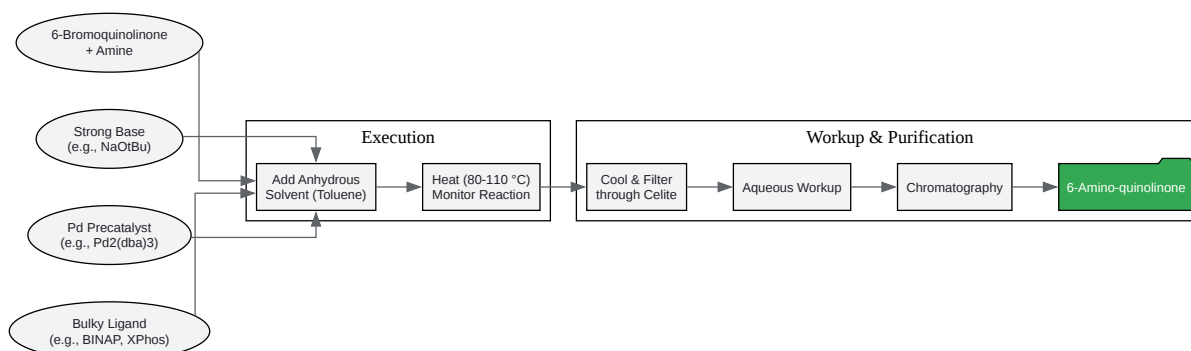 6-Bromoquinolinone
+ Amine
Strong Base
(e.g., NaOtBu)
Pd Precatalyst
(e.g., Pd2(dba)3)
Bulky Ligand
(e.g., BINAP, XPhos)
Execution
Add Anhydrous
Solvent (Toluene)
Heat (80-110 °C)
Monitor Reaction
Workup & Purification
Cool & Filter
through Celite
Aqueous Workup
Chromatography
6-Amino-quinolinone